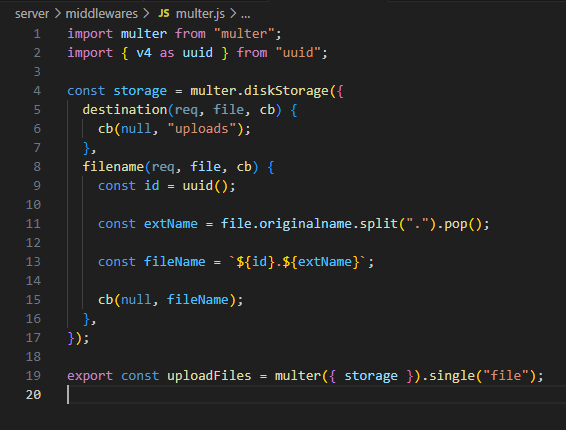 server > middlewares > JS multer.js > ...
1 import multer from "multer";
2 import { v4 as uuid } from "uuid";
3
4 const storage = multer.diskStorage({
5   destination(req, file, cb) {
6     cb(null, "uploads");
7   },
8   filename(req, file, cb) {
9     const id = uuid();
10
11     const extName = file.originalname.split(".").pop();
12
13     const fileName = `${id}.${extName}`;
14
15     cb(null, fileName);
16   },
17 });
18
19 export const uploadFiles = multer({ storage }).single("file");
20